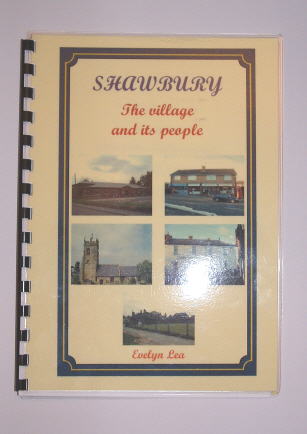 SHAWBURY
The village
and its people
Evelyn Lea